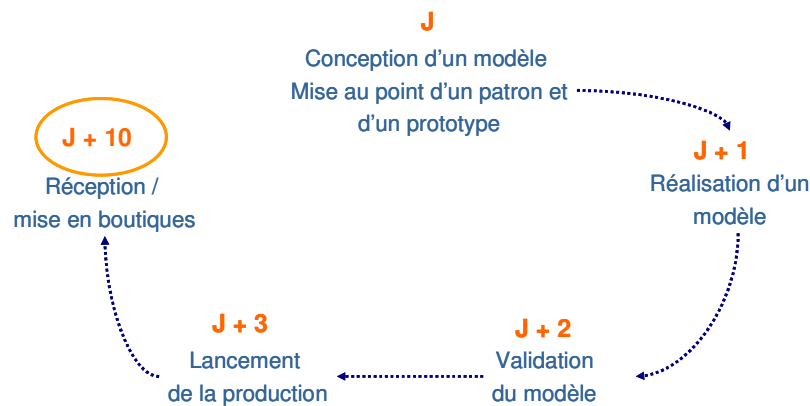 J
Conception d’un modèle
Mise au point d’un patron et
d’un prototype
J + 1
Réalisation d’un
modèle
J + 2
Validation
du modèle
J + 3
Lancement
de la production
J + 10
Réception /
mise en boutiques